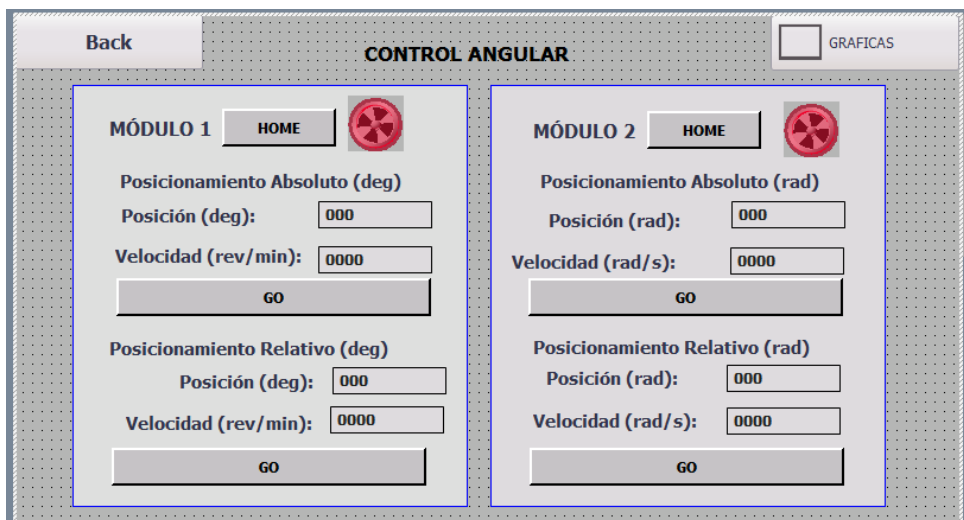 Back
CONTROL ANGULAR
GRAFICAS
MÓDULO 1
HOME
Posicionamiento Absoluto (deg)
Posición (deg):
000
Velocidad (rev/min):
0000
GO
Posicionamiento Relativo (deg)
Posición (deg):
000
Velocidad (rev/min):
0000
GO
MÓDULO 2
HOME
Posicionamiento Absoluto (rad)
Posición (rad):
000
Velocidad (rad/s):
0000
GO
Posicionamiento Relativo (rad)
Posición (rad):
000
Velocidad (rad/s):
0000
GO